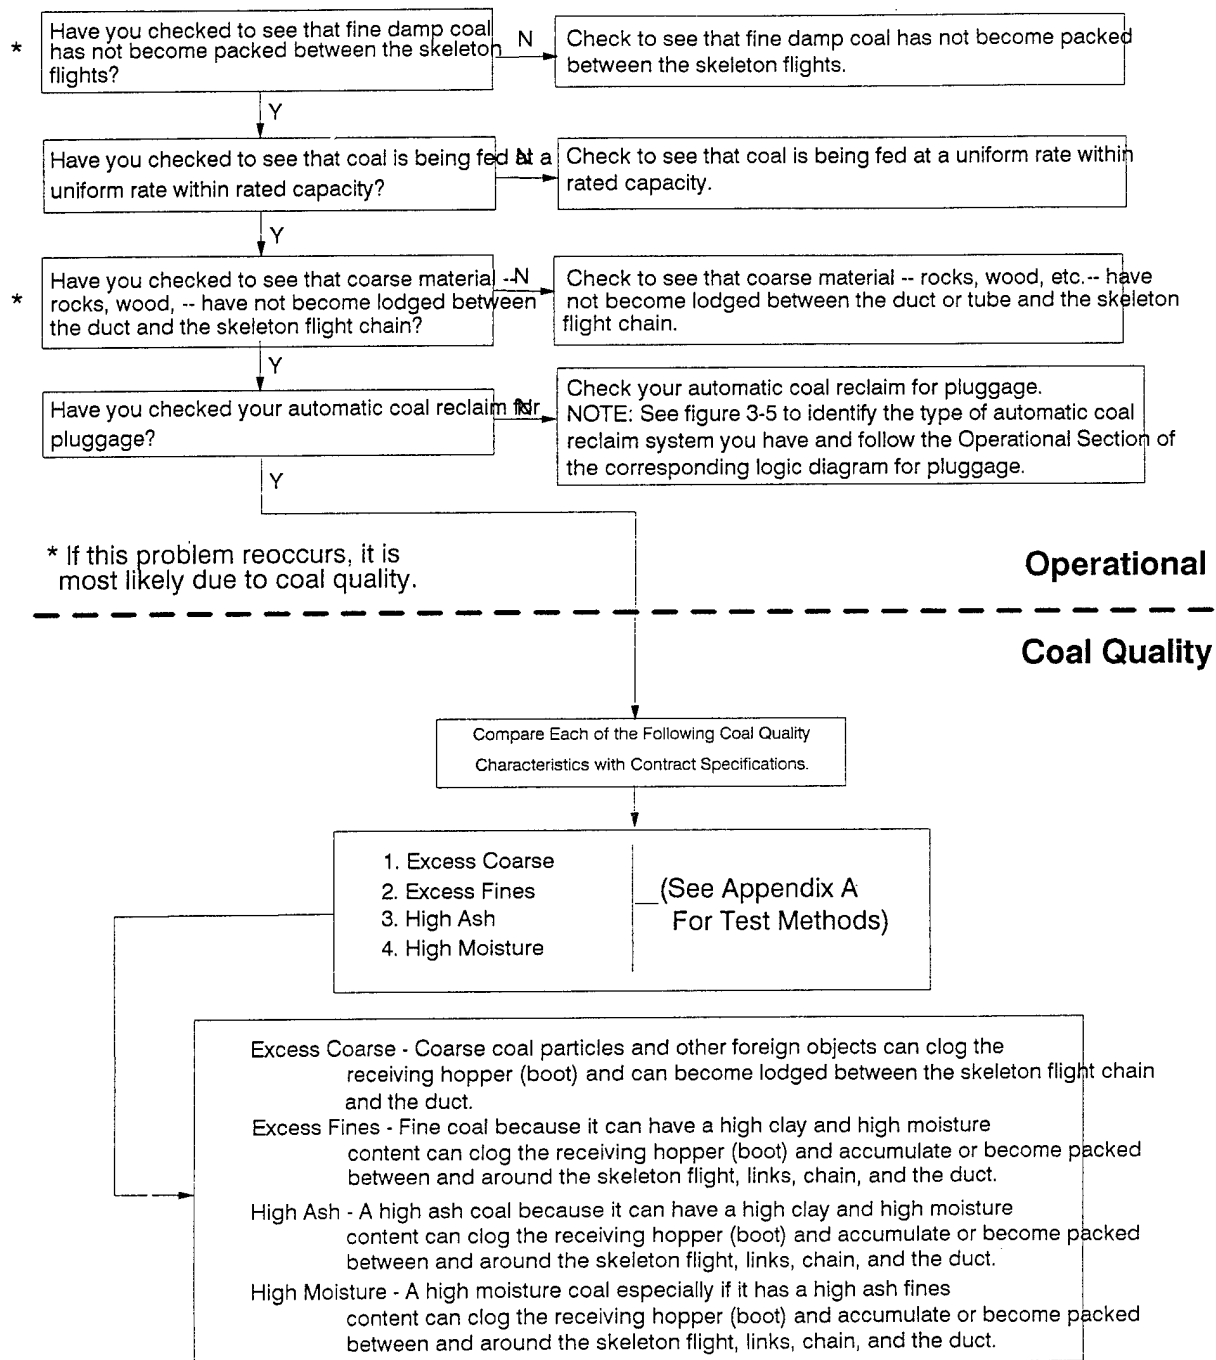 Have you checked to see that fine damp coal
* has not become packed between the skeleton
flights?
N
Check to see that fine damp coal has not become packed
between the skeleton flights.
Y
Have you checked to see that coal is being fed at a
uniform rate within rated capacity?
N
Check to see that coal is being fed at a uniform rate within
rated capacity.
Y
Have you checked to see that coarse material --
* rocks, wood, -- have not become lodged between
the duct and the skeleton flight chain?
N
Check to see that coarse material -- rocks, wood, etc.-- have
not become lodged between the duct or tube and the skeleton
flight chain.
Y
Have you checked your automatic coal reclaim for
pluggage?
N
Check your automatic coal reclaim for pluggage.
NOTE: See figure 3-5 to identify the type of automatic coal
reclaim system you have and follow the Operational Section of
the corresponding logic diagram for pluggage.
Y
* If this problem reoccurs, it is
most likely due to coal quality.
Operational
Coal Quality
Compare Each of the Following Coal Quality
Characteristics with Contract Specifications.
1. Excess Coarse
2. Excess Fines
3. High Ash
4. High Moisture
(See Appendix A
For Test Methods)
Excess Coarse - Coarse coal particles and other foreign objects can clog the
receiving hopper (boot) and can become lodged between the skeleton flight chain
and the duct.
Excess Fines - Fine coal because it can have a high clay and high moisture
content can clog the receiving hopper (boot) and accumulate or become packed
between and around the skeleton flight, links, chain, and the duct.
High Ash - A high ash coal because it can have a high clay and high moisture
content can clog the receiving hopper (boot) and accumulate or become packed
between and around the skeleton flight, links, chain, and the duct.
High Moisture - A high moisture coal especially if it has a high ash fines
content can clog the receiving hopper (boot) and accumulate or become packed
between and around the skeleton flight, links, chain, and the duct.